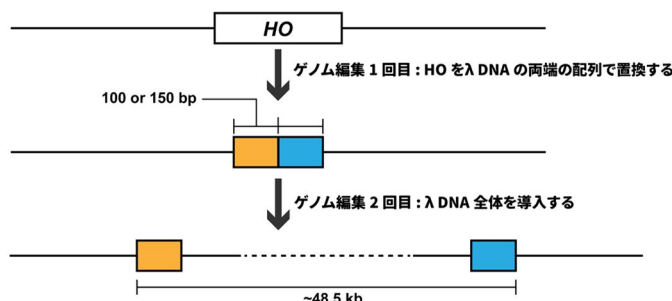 HO
ゲノム編集 1 回目 : HO をλ DNA の両端の配列で置換する
100 or 150 bp
ゲノム編集 2 回目 : λ DNA 全体を導入する
~48.5 kb